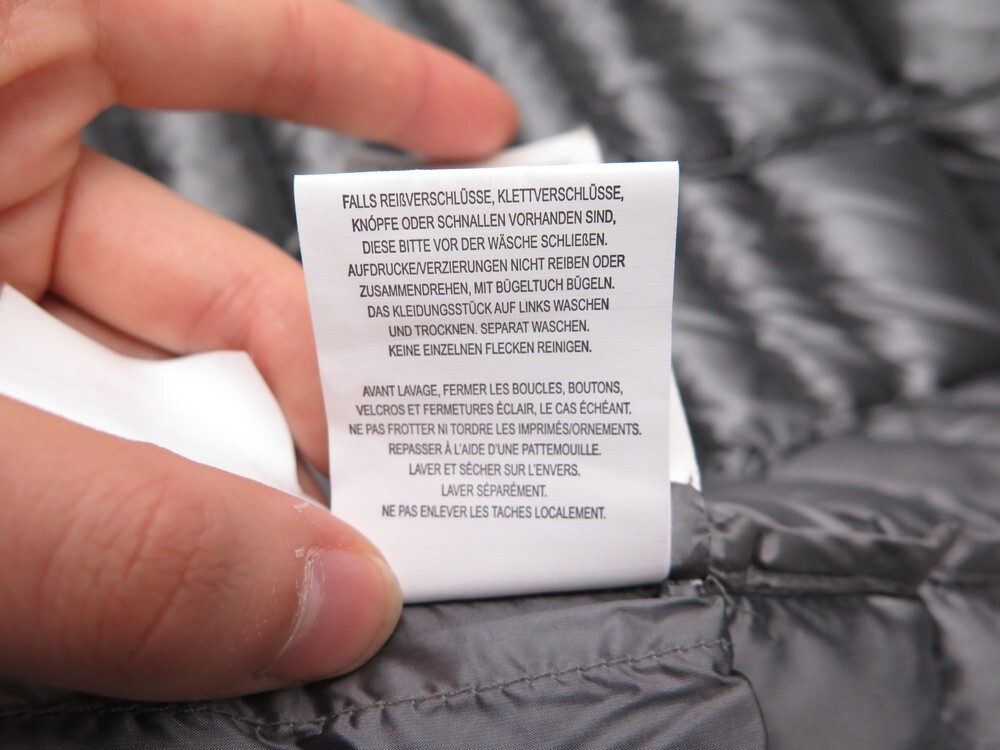 FALLS REIßVERSCHLÜSSE, KLETTVERSCHLÜSSE,
KNÓPFE ODER SCHNALLEN VORHANDEN SIND,
DIESE BITTE VOR DER WÄSCHE SCHLIEßEN.
AUFDRUCKE/VERZIERUNGEN NICHT REIBEN ODER
ZUSAMMENDREHEN, MIT BÜGELTUCH BÜGELN.
DAS KLEIDUNGSSTÜCK AUF LINKS WASCHEN
UND TROCKNEN. SEPARAT WASCHEN.
KEINE EINZELNEN FLECKEN REINIGEN.
AVANT LAVAGE, FERMER LES BOUCLES, BOUTONS,
VELCROS ET FERMETURES ÉCLAIR, LE CAS ÉCHÉANT.
NE PAS FROTTER NI TORDRE LES IMPRIMÉS/ORNEMENTS.
REPASSER À L'AIDE D'UNE PATTEMOUILLE.
LAVER ET SÉCHER SUR L'ENVERS.
LAVER SÉPARÉMENT.
NE PAS ENLEVER LES TACHES LOCALEMENT.